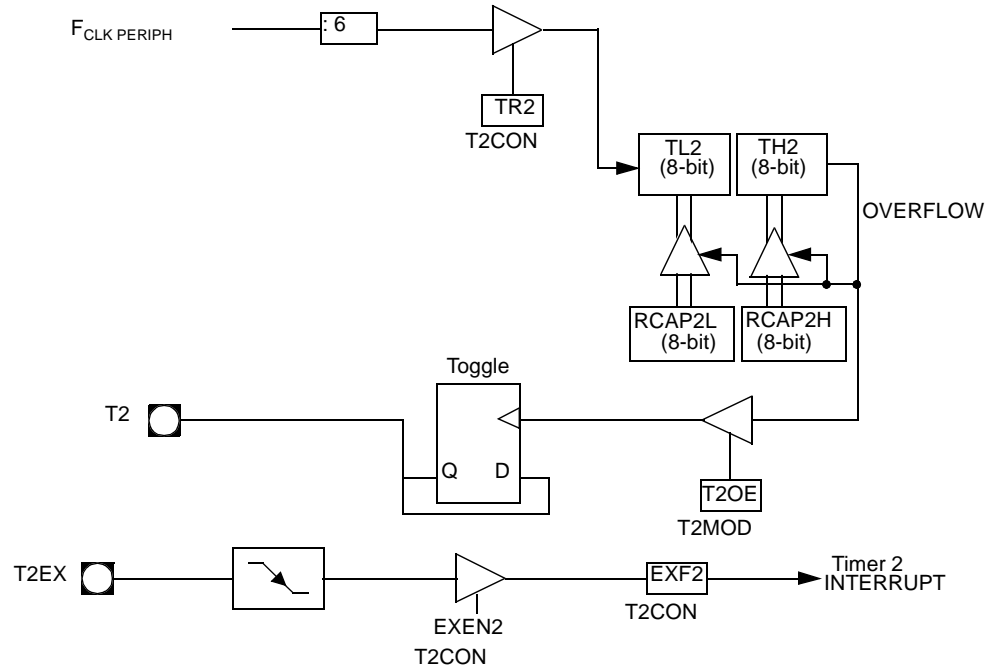 F CLK PERIPH
: 6
TR2
T2CON
TL2
(8-bit)
TH2
(8-bit)
OVERFLOW
RCAP2L
(8-bit)
RCAP2H
(8-bit)
Toggle
T2
Q D
T2OE
T2MOD
T2EX
EXEN2
T2CON
EXF2
T2CON
Timer 2
INTERRUPT